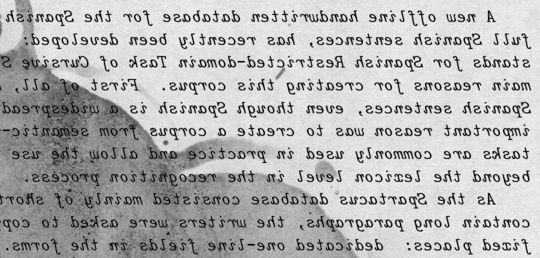 A new offline handwritten database for the Spanish
full Spanish sentences, has recently been developed:
stands for Spanish Restricted-domain Task of Cursive S
main reasons for creating this corpus. First of all,
Spanish sentences, even though Spanish is a widespread
important reason was to create a corpus from semantic-
tasks are commonly used in practice and allow the use
beyond the lexicon level in the recognition process.
As the Spartacus database consisted mainly of short
contain long paragraphs, the writers were asked to cop
fixed places: dedicated one-line fields in the forms.